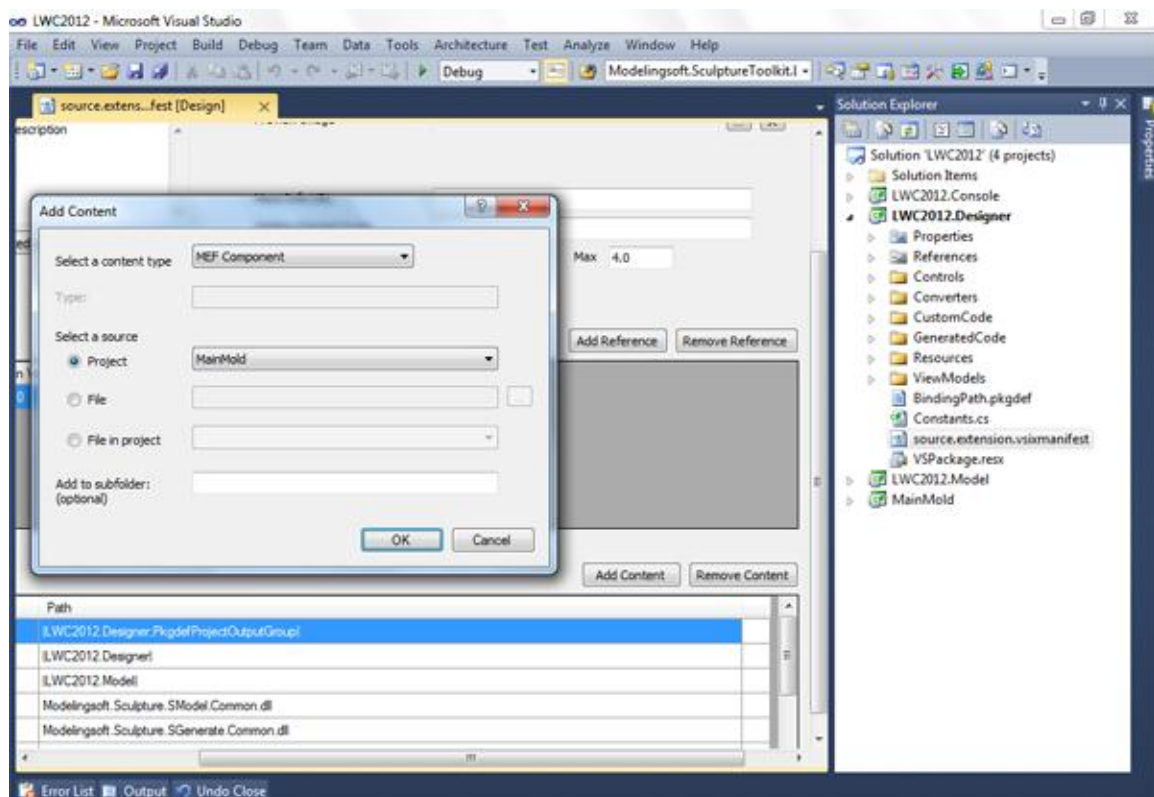 LWC2012 - Microsoft Visual Studio
File Edit View Project Build Debug Team Data Tools Architecture Test Analyze Window Help
Debug Modelingsoft.SculptureToolkit.I
source.extens...fest [Design]
escription
Max 4.0
Add Reference Remove Reference
Add Content
Select a content type MEF Component
Type:
Select a source
Project MainMold
File
File in project
Add to subfolder:
(optional)
OK Cancel
Add Content Remove Content
Path
|LWC2012.Designer;PkgdefProjectOutputGroup|
|LWC2012.Designer|
|LWC2012.Model|
Modelingsoft.Sculpture.SModel.Common.dll
Modelingsoft.Sculpture.SGenerate.Common.dll
Solution Explorer
Solution 'LWC2012' (4 projects)
Solution Items
LWC2012.Console
LWC2012.Designer
Properties
References
Controls
Converters
CustomCode
GeneratedCode
Resources
ViewModels
BindingPath.pkgdef
Constants.cs
source.extension.vsixmanifest
VSPackage.resx
LWC2012.Model
MainMold
Properties
Error List Output Undo Close